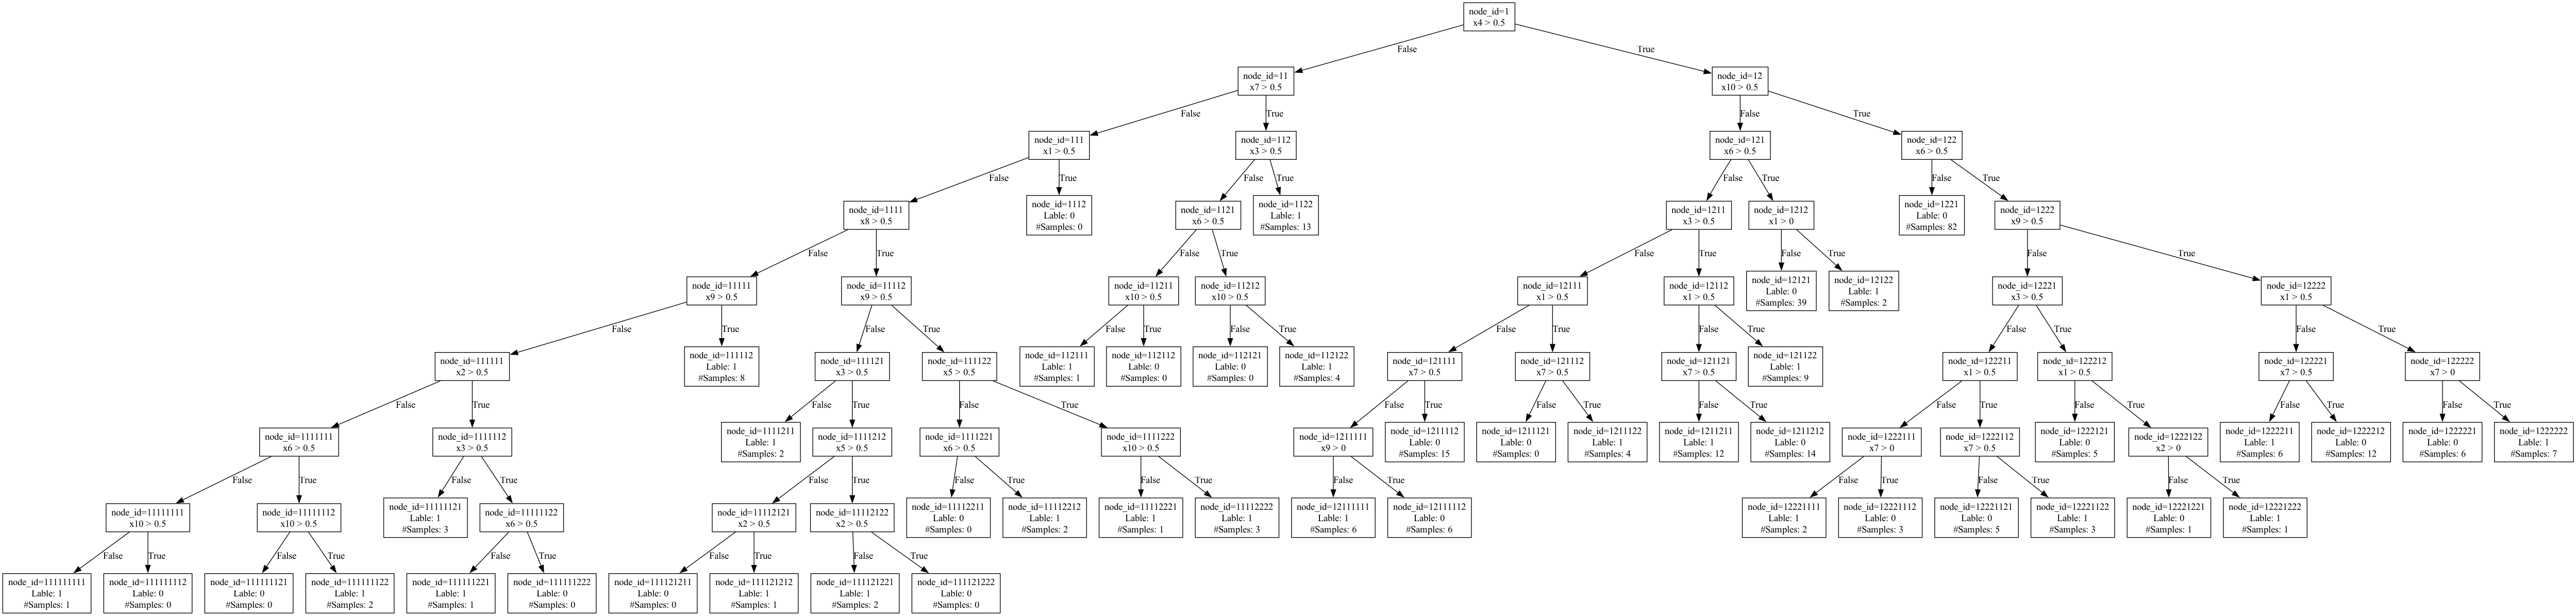 node_id=1
x4 > 0.5
False
True
node_id=11
x7 > 0.5
node_id=12
x10 > 0.5
False
True
False
True
node_id=111
x1 > 0.5
node_id=112
x3 > 0.5
node_id=121
x6 > 0.5
node_id=122
x6 > 0.5
False
True
False
True
False
True
False
True
node_id=1111
x8 > 0.5
node_id=1112
Lable: 0
#Samples: 0
node_id=1121
x6 > 0.5
node_id=1122
Lable: 1
#Samples: 13
node_id=1211
x3 > 0.5
node_id=1212
x1 > 0
node_id=1221
Lable: 0
#Samples: 82
node_id=1222
x9 > 0.5
False
True
False
True
False
True
False
True
False
True
node_id=11111
x9 > 0.5
node_id=11112
x9 > 0.5
node_id=11211
x10 > 0.5
node_id=11212
x10 > 0.5
node_id=12111
x1 > 0.5
node_id=12112
x1 > 0.5
node_id=12121
Lable: 0
#Samples: 39
node_id=12122
Lable: 1
#Samples: 2
node_id=12221
x3 > 0.5
node_id=12222
x1 > 0.5
False
True
False
True
False
True
False
True
False
True
False
True
False
True
False
True
node_id=111111
x2 > 0.5
node_id=111112
Lable: 1
#Samples: 8
node_id=111121
x3 > 0.5
node_id=111122
x5 > 0.5
node_id=112111
Lable: 1
#Samples: 1
node_id=112112
Lable: 0
#Samples: 0
node_id=112121
Lable: 0
#Samples: 0
node_id=112122
Lable: 1
#Samples: 4
node_id=121111
x7 > 0.5
node_id=121112
x7 > 0.5
node_id=121121
x7 > 0.5
node_id=121122
Lable: 1
#Samples: 9
node_id=122211
x1 > 0.5
node_id=122212
x1 > 0.5
node_id=122221
x7 > 0.5
node_id=122222
x7 > 0
False
True
False
True
False
True
False
True
False
True
False
True
False
True
False
True
False
True
False
True
node_id=1111111
x6 > 0.5
node_id=1111112
x3 > 0.5
node_id=1111211
Lable: 1
#Samples: 2
node_id=1111212
x5 > 0.5
node_id=1111221
x6 > 0.5
node_id=1111222
x10 > 0.5
node_id=1211111
x9 > 0
node_id=1211112
Lable: 0
#Samples: 15
node_id=1211121
Lable: 0
#Samples: 0
node_id=1211122
Lable: 1
#Samples: 4
node_id=1211211
Lable: 1
#Samples: 12
node_id=1211212
Lable: 0
#Samples: 14
node_id=1222111
x7 > 0
node_id=1222112
x7 > 0.5
node_id=1222121
Lable: 0
#Samples: 5
node_id=1222122
x2 > 0
node_id=1222211
Lable: 1
#Samples: 6
node_id=1222212
Lable: 0
#Samples: 12
node_id=1222221
Lable: 0
#Samples: 6
node_id=1222222
Lable: 1
#Samples: 7
False
True
False
True
False
True
False
True
False
True
False
True
False
True
False
True
False
True
node_id=11111111
x10 > 0.5
node_id=11111112
x10 > 0.5
node_id=11111121
Lable: 1
#Samples: 3
node_id=11111122
x6 > 0.5
node_id=11112121
x2 > 0.5
node_id=11112122
x2 > 0.5
node_id=11112211
Lable: 0
#Samples: 0
node_id=11112212
Lable: 1
#Samples: 2
node_id=11112221
Lable: 1
#Samples: 1
node_id=11112222
Lable: 1
#Samples: 3
node_id=12111111
Lable: 1
#Samples: 6
node_id=12111112
Lable: 0
#Samples: 6
node_id=12221111
Lable: 1
#Samples: 2
node_id=12221112
Lable: 0
#Samples: 3
node_id=12221121
Lable: 0
#Samples: 5
node_id=12221122
Lable: 1
#Samples: 3
node_id=12221221
Lable: 0
#Samples: 1
node_id=12221222
Lable: 1
#Samples: 1
False
True
False
True
False
True
False
True
False
True
node_id=111111111
Lable: 1
#Samples: 1
node_id=111111112
Lable: 0
#Samples: 0
node_id=111111121
Lable: 0
#Samples: 0
node_id=111111122
Lable: 1
#Samples: 2
node_id=111111221
Lable: 1
#Samples: 1
node_id=111111222
Lable: 0
#Samples: 0
node_id=111121211
Lable: 0
#Samples: 0
node_id=111121212
Lable: 1
#Samples: 1
node_id=111121221
Lable: 1
#Samples: 2
node_id=111121222
Lable: 0
#Samples: 0